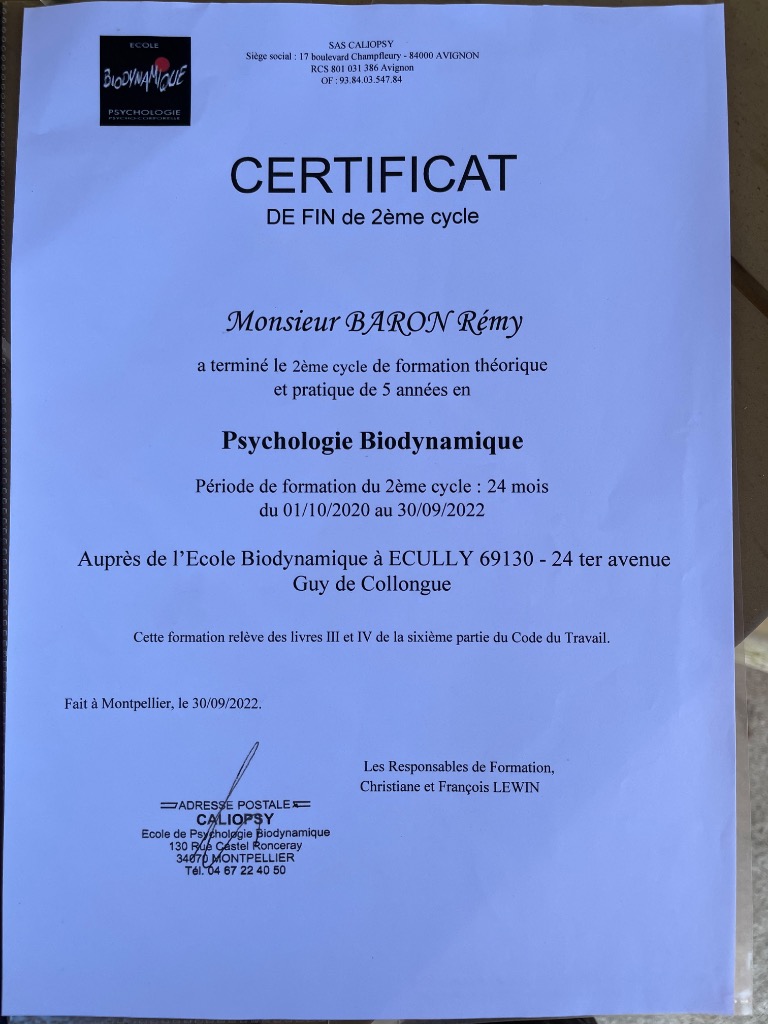 ECOLE
BIODYNAMIQUE
PSYCHOLOGIE
PSYCHO-CORPORELLE
SAS CALIOPSY
Siège social : 17 boulevard Champfleury - 84000 AVIGNON
RCS 801 031 386 Avignon
OF : 93.84.03.547.84
CERTIFICAT
DE FIN de 2ème cycle
Monsieur BARON Rémy
a terminé le 2ème cycle de formation théorique
et pratique de 5 années en
Psychologie Biodynamique
Période de formation du 2ème cycle : 24 mois
du 01/10/2020 au 30/09/2022
Auprès de l'Ecole Biodynamique à ECULLY 69130 - 24 ter avenue
Guy de Collongue
Cette formation relève des livres III et IV de la sixième partie du Code du Travail.
Fait à Montpellier, le 30/09/2022.
Les Responsables de Formation,
Christiane et François LEWIN
ADRESSE POSTALE
CALIOPSY
Ecole de Psychologie Biodynamique
130 Rue Castel Ronceray
34070 MONTPELLIER
Tél. 04 67 22 40 50